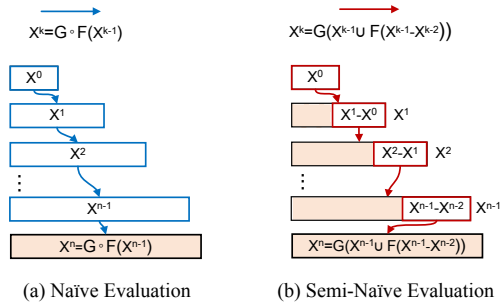 Xᵏ=G∘F(Xᵏ⁻¹)
X⁰
X¹
X²
⋮
Xⁿ⁻¹
Xⁿ=G∘F(Xⁿ⁻¹)
(a) Naïve Evaluation
Xᵏ=G(Xᵏ⁻¹∪ F(Xᵏ⁻¹-Xᵏ⁻²))
X⁰
X¹-X⁰ X¹
X²-X¹ X²
⋮
Xⁿ⁻¹-Xⁿ⁻² Xⁿ⁻¹
Xⁿ=G(Xⁿ⁻¹∪ F(Xⁿ⁻¹-Xⁿ⁻²))
(b) Semi-Naïve Evaluation